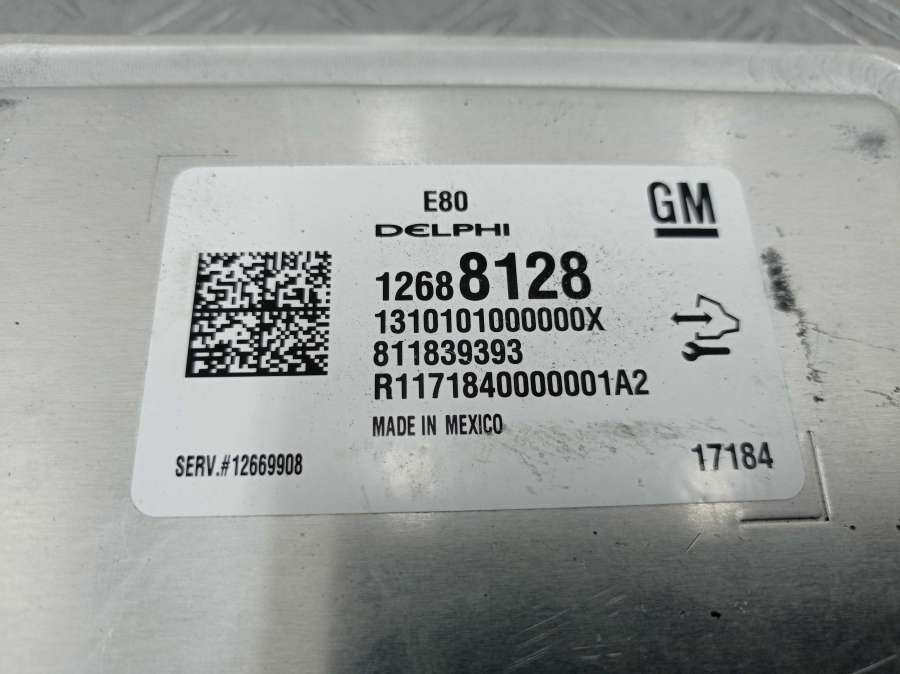 E80
GM
DELPHI
12688128
1310101000000X
811839393
R1171840000001A2
MADE IN MEXICO
SERV.#12669908
17184